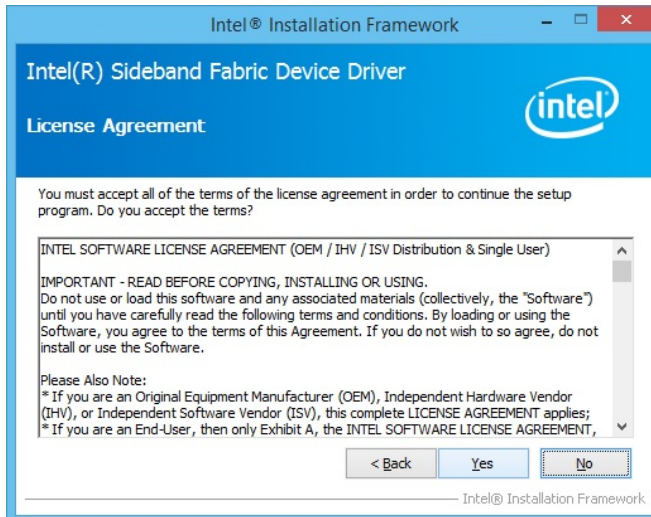 Intel® Installation Framework
Intel(R) Sideband Fabric Device Driver
intel
License Agreement
You must accept all of the terms of the license agreement in order to continue the setup
program. Do you accept the terms?
INTEL SOFTWARE LICENSE AGREEMENT (OEM / IHV / ISV Distribution & Single User)
IMPORTANT - READ BEFORE COPYING, INSTALLING OR USING.
Do not use or load this software and any associated materials (collectively, the "Software")
until you have carefully read the following terms and conditions. By loading or using the
Software, you agree to the terms of this Agreement. If you do not wish to so agree, do not
install or use the Software.
Please Also Note:
* If you are an Original Equipment Manufacturer (OEM), Independent Hardware Vendor
(IHV), or Independent Software Vendor (ISV), this complete LICENSE AGREEMENT applies;
* If you are an End-User, then only Exhibit A, the INTEL SOFTWARE LICENSE AGREEMENT,
< Back
Yes
No
Intel® Installation Framework